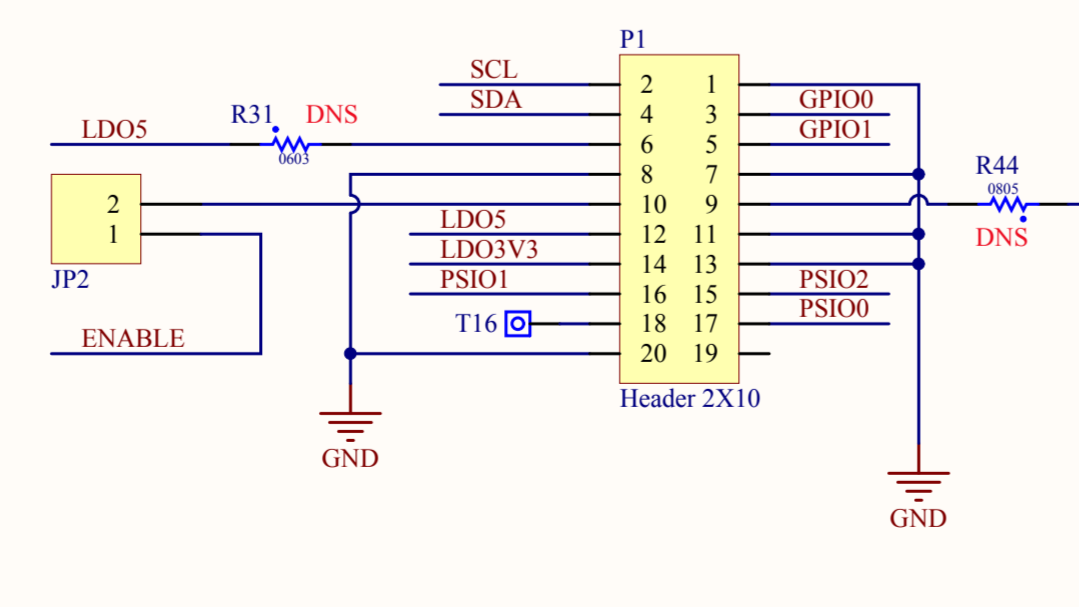 P1
SCL 2 1
SDA 4 3 GPIO0
R31 DNS
LDO5 6 5 GPIO1
0603
8 7
R44
0805
2 10 9
DNS
1 LDO5 12 11
LDO3V3 14 13
JP2 PSIO1 16 15 PSIO2
T16 18 17 PSIO0
ENABLE 20 19
Header 2X10
GND
GND